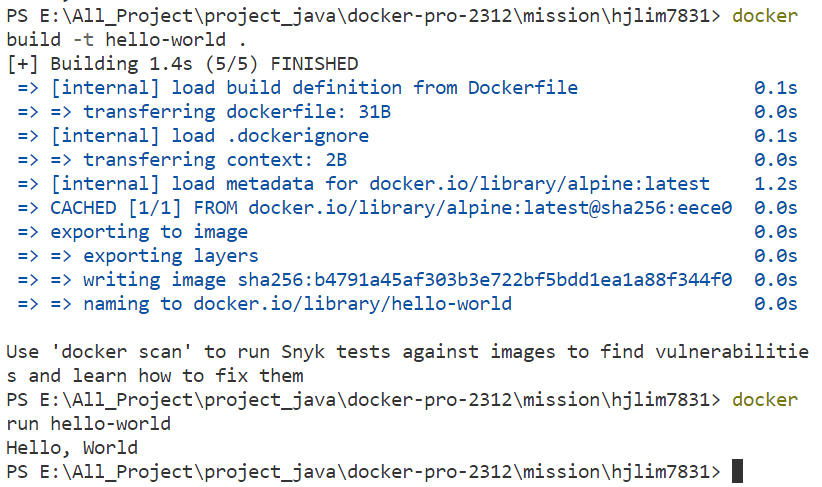 PS E:\All_Project\project_java\docker-pro-2312\mission\hjlim7831> docker
build -t hello-world .
[+] Building 1.4s (5/5) FINISHED
 => [internal] load build definition from Dockerfile 0.1s
 => => transferring dockerfile: 31B 0.0s
 => [internal] load .dockerignore 0.1s
 => => transferring context: 2B 0.0s
 => [internal] load metadata for docker.io/library/alpine:latest 1.2s
 => CACHED [1/1] FROM docker.io/library/alpine:latest@sha256:eece0 0.0s
 => exporting to image 0.0s
 => => exporting layers 0.0s
 => => writing image sha256:b4791a45af303b3e722bf5bdd1ea1a88f344f0 0.0s
 => => naming to docker.io/library/hello-world 0.0s

Use 'docker scan' to run Snyk tests against images to find vulnerabilitie
s and learn how to fix them
PS E:\All_Project\project_java\docker-pro-2312\mission\hjlim7831> docker
run hello-world
Hello, World
PS E:\All_Project\project_java\docker-pro-2312\mission\hjlim7831>